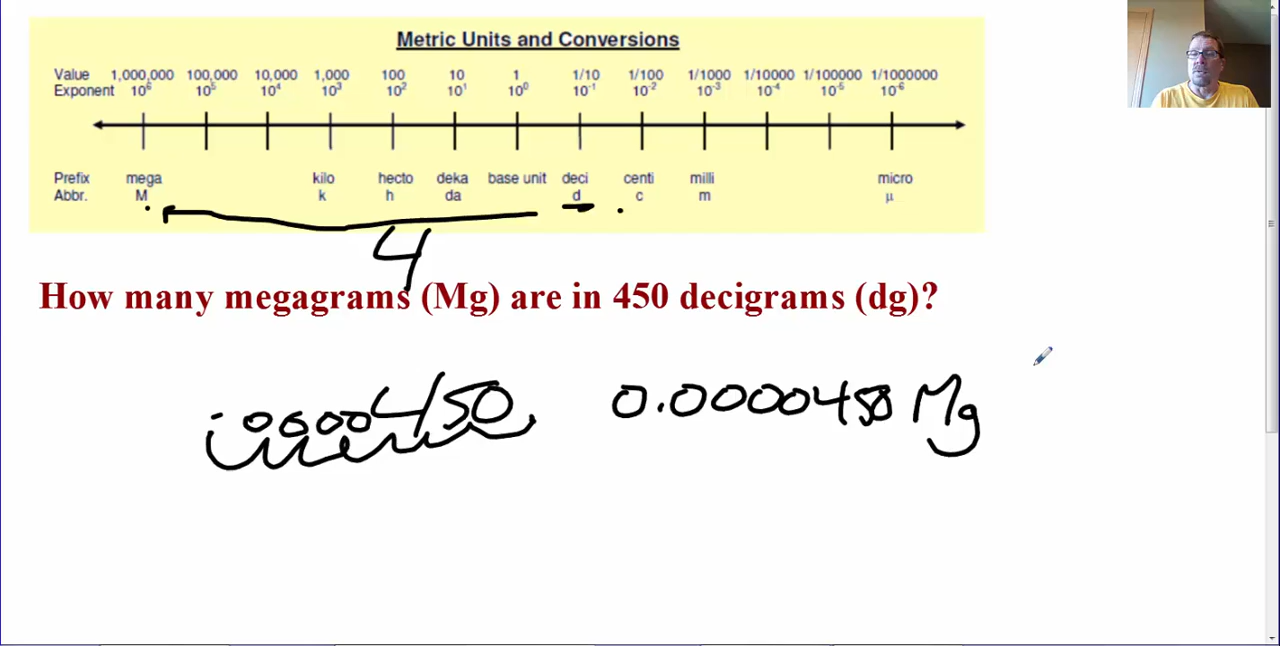 Metric Units and Conversions
Value 1,000,000 100,000 10,000 1,000 100 10 1 1/10 1/100 1/1000 1/10000 1/100000 1/1000000
Exponent 10⁶ 10⁵ 10⁴ 10³ 10² 10¹ 10⁰ 10⁻¹ 10⁻² 10⁻³ 10⁻⁴ 10⁻⁵ 10⁻⁶
Prefix mega kilo hecto deka base unit deci centi milli micro
Abbr. M k h da d c m µ
4
How many megagrams (Mg) are in 450 decigrams (dg)?
.0000450. 0.0000450 Mg